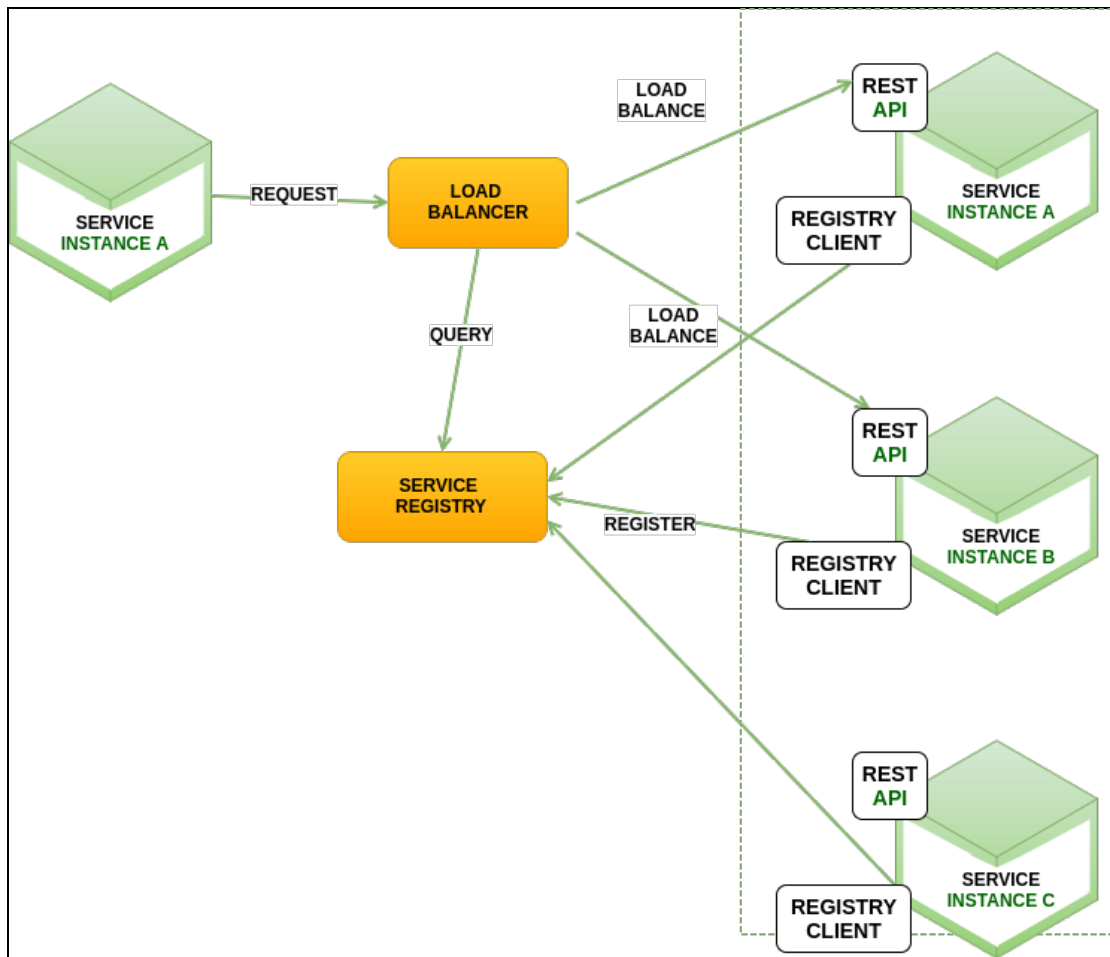 SERVICE
INSTANCE A
REQUEST
LOAD
BALANCER
LOAD
BALANCE
REST
API
SERVICE
INSTANCE A
REGISTRY
CLIENT
QUERY
LOAD
BALANCE
REST
API
SERVICE
REGISTRY
REGISTER
SERVICE
INSTANCE B
REGISTRY
CLIENT
REST
API
SERVICE
INSTANCE C
REGISTRY
CLIENT